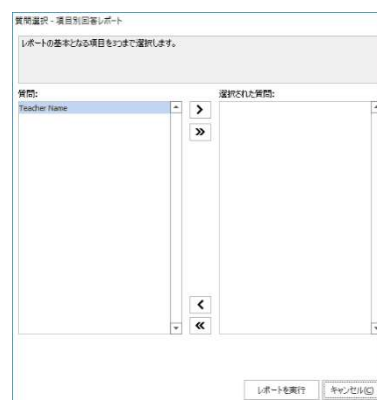 質問選択 - 項目別回答レポート
レポートの基本となる項目を3つまで選択します。
質問:
選択された質問:
Teacher Name
レポートを実行
キャンセル(C)